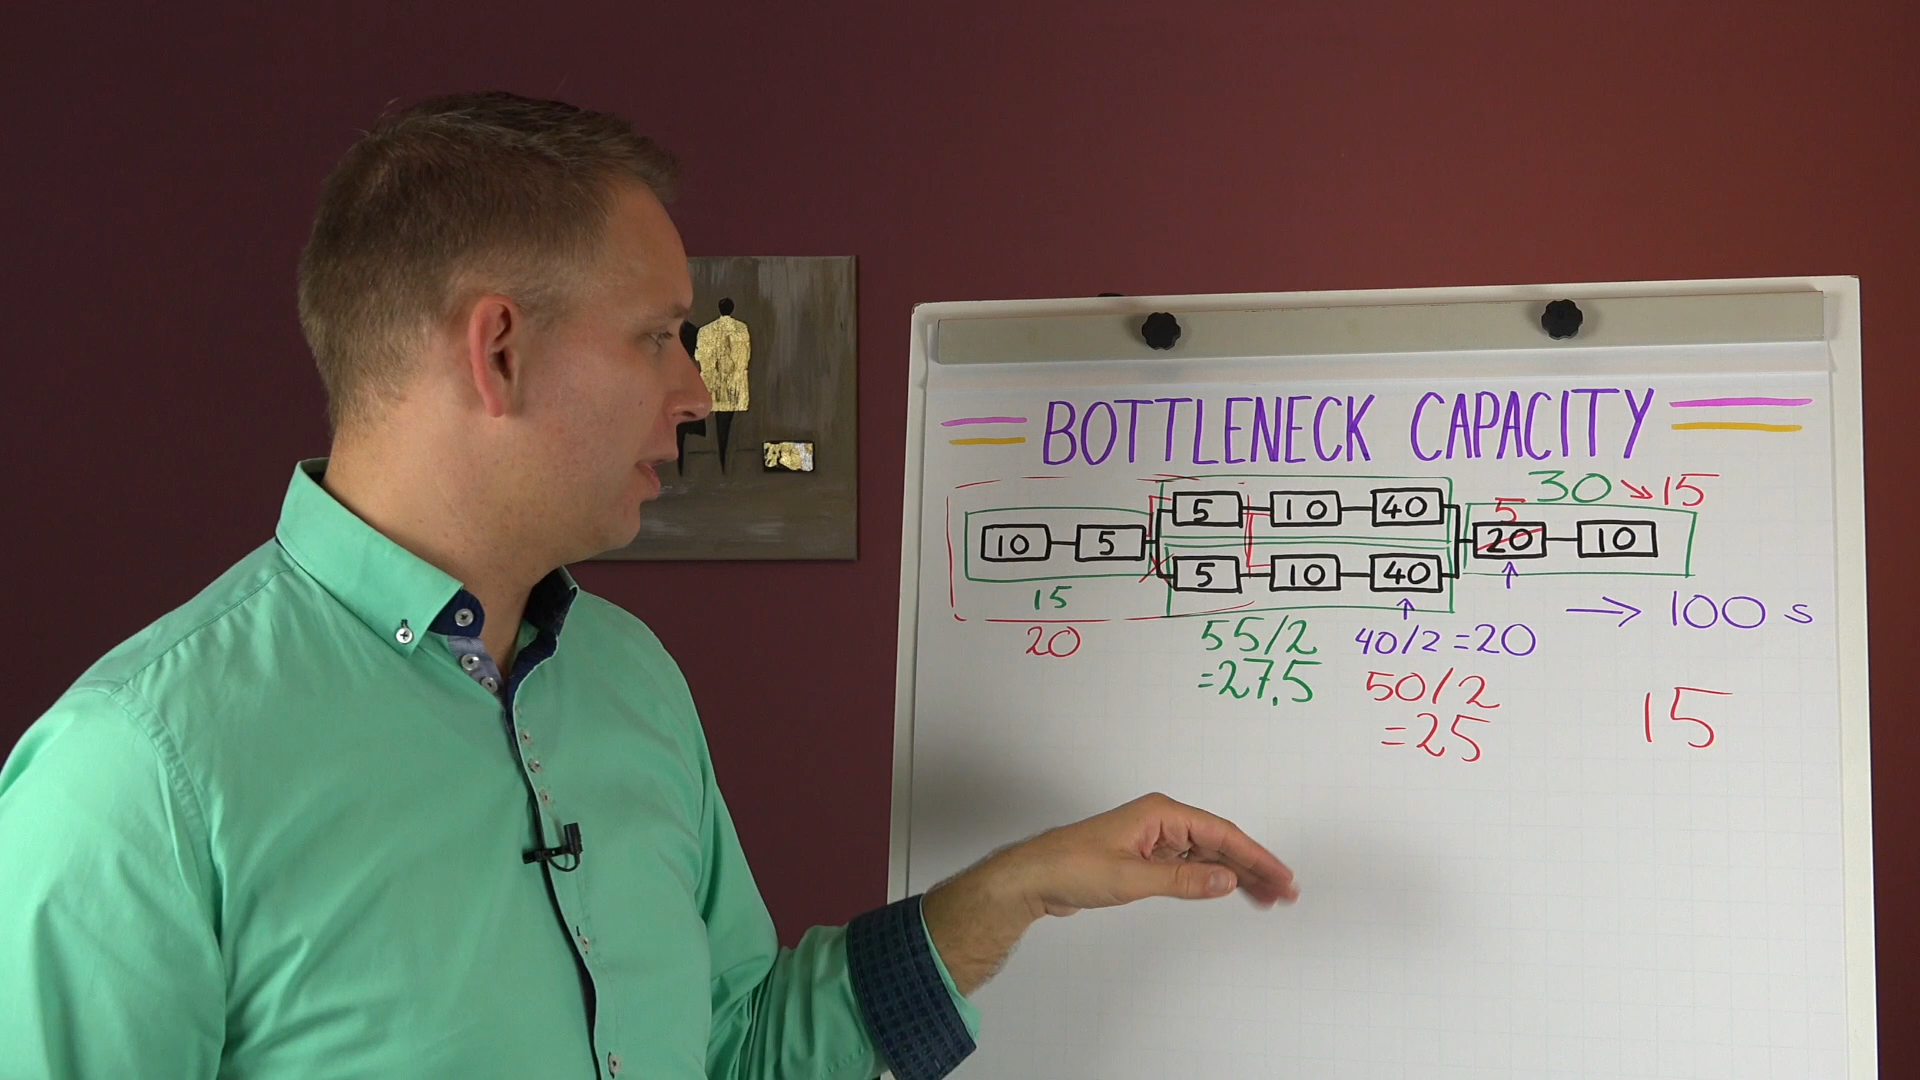 BOTTLENECK CAPACITY
30 ↘ 15
5
5 10 40
10 5 20 10
5 10 40
15
→ 100 s
20
55/2 40/2 = 20
= 27.5 50/2
= 25 15